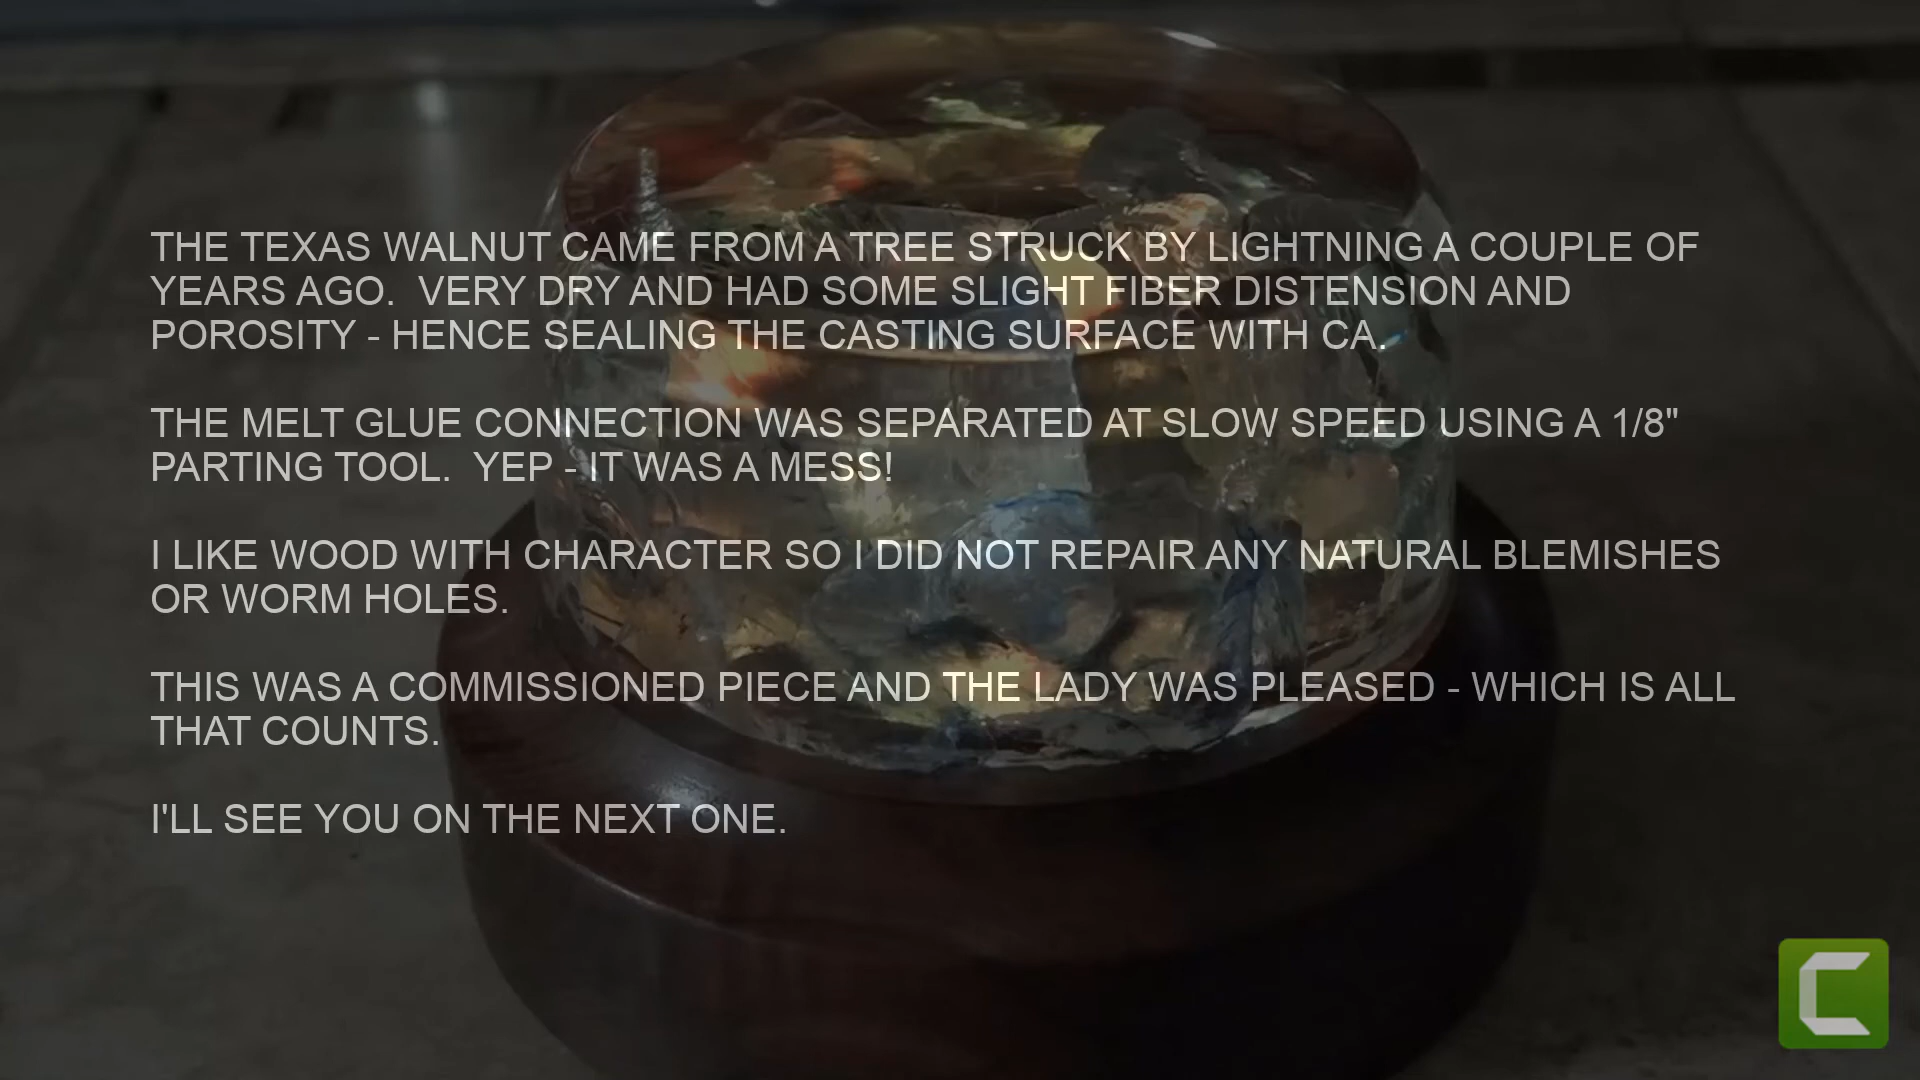 THE TEXAS WALNUT CAME FROM A TREE STRUCK BY LIGHTNING A COUPLE OF
YEARS AGO.  VERY DRY AND HAD SOME SLIGHT FIBER DISTENSION AND
POROSITY - HENCE SEALING THE CASTING SURFACE WITH CA.
THE MELT GLUE CONNECTION WAS SEPARATED AT SLOW SPEED USING A 1/8"
PARTING TOOL.  YEP - IT WAS A MESS!
I LIKE WOOD WITH CHARACTER SO I DID NOT REPAIR ANY NATURAL BLEMISHES
OR WORM HOLES.
THIS WAS A COMMISSIONED PIECE AND THE LADY WAS PLEASED - WHICH IS ALL
THAT COUNTS.
I'LL SEE YOU ON THE NEXT ONE.
C